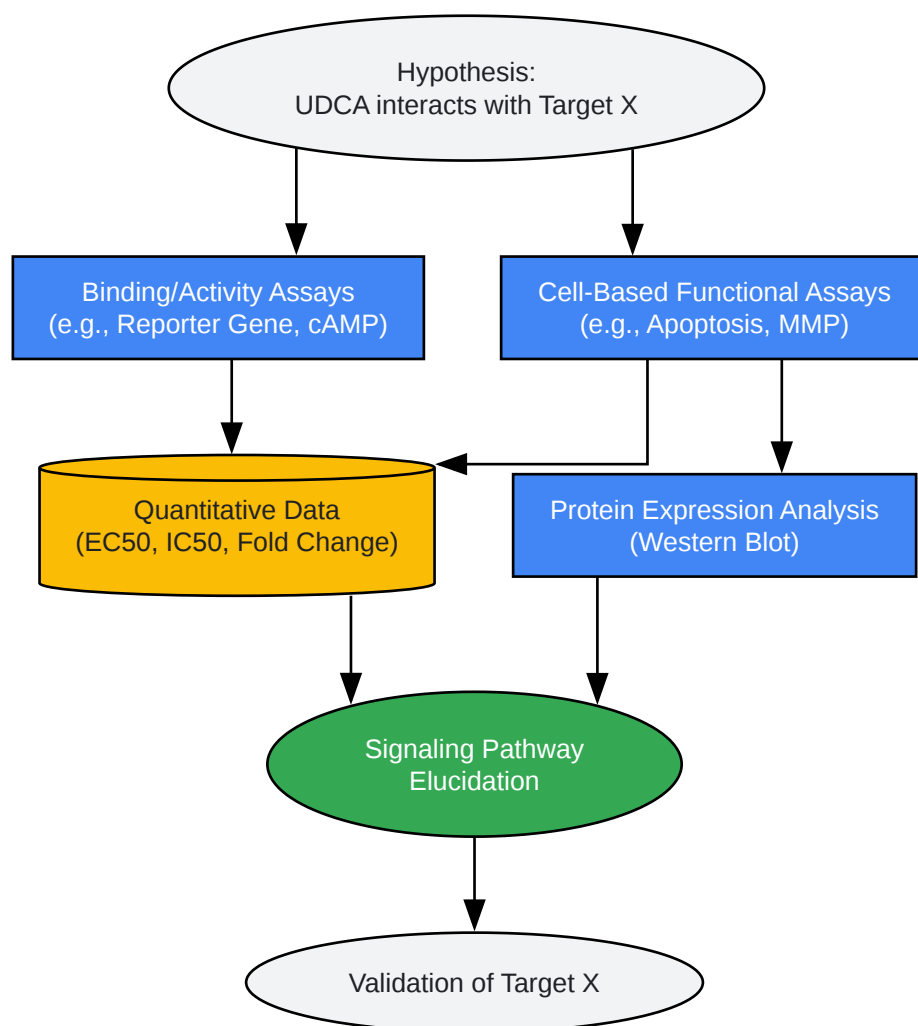 Hypothesis:
UDCA interacts with Target X
Binding/Activity Assays
(e.g., Reporter Gene, cAMP)
Cell-Based Functional Assays
(e.g., Apoptosis, MMP)
Quantitative Data
(EC50, IC50, Fold Change)
Protein Expression Analysis
(Western Blot)
Signaling Pathway
Elucidation
Validation of Target X